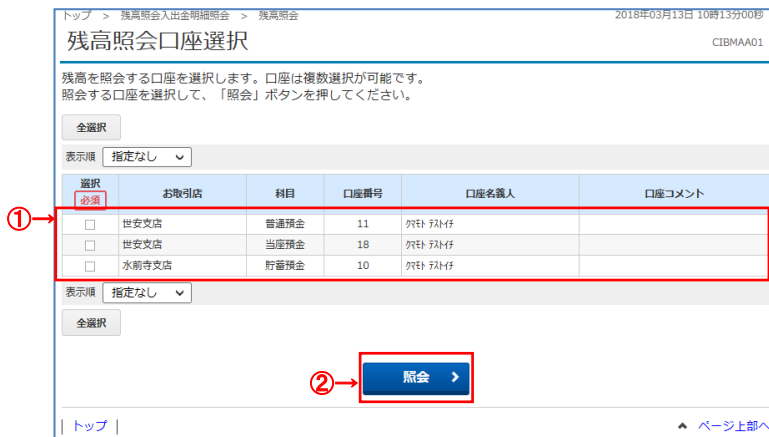 トップ > 残高照会入出金明細照会 > 残高照会 2018年03月13日 10時13分00秒
残高照会口座選択 CIBMAA01
残高を照会する口座を選択します。口座は複数選択が可能です。
照会する口座を選択して、「照会」ボタンを押してください。
全選択
表示順 指定なし
選択 必須 お取引店 科目 口座番号 口座名義人 口座コメント
①
世安支店 普通預金 11 ｸﾏﾓﾄ ﾃｽﾄｲﾁ
世安支店 当座預金 18 ｸﾏﾓﾄ ﾃｽﾄｲﾁ
水前寺支店 貯蓄預金 10 ｸﾏﾓﾄ ﾃｽﾄｲﾁ
表示順 指定なし
全選択
② 照会
| トップ | ページ上部へ